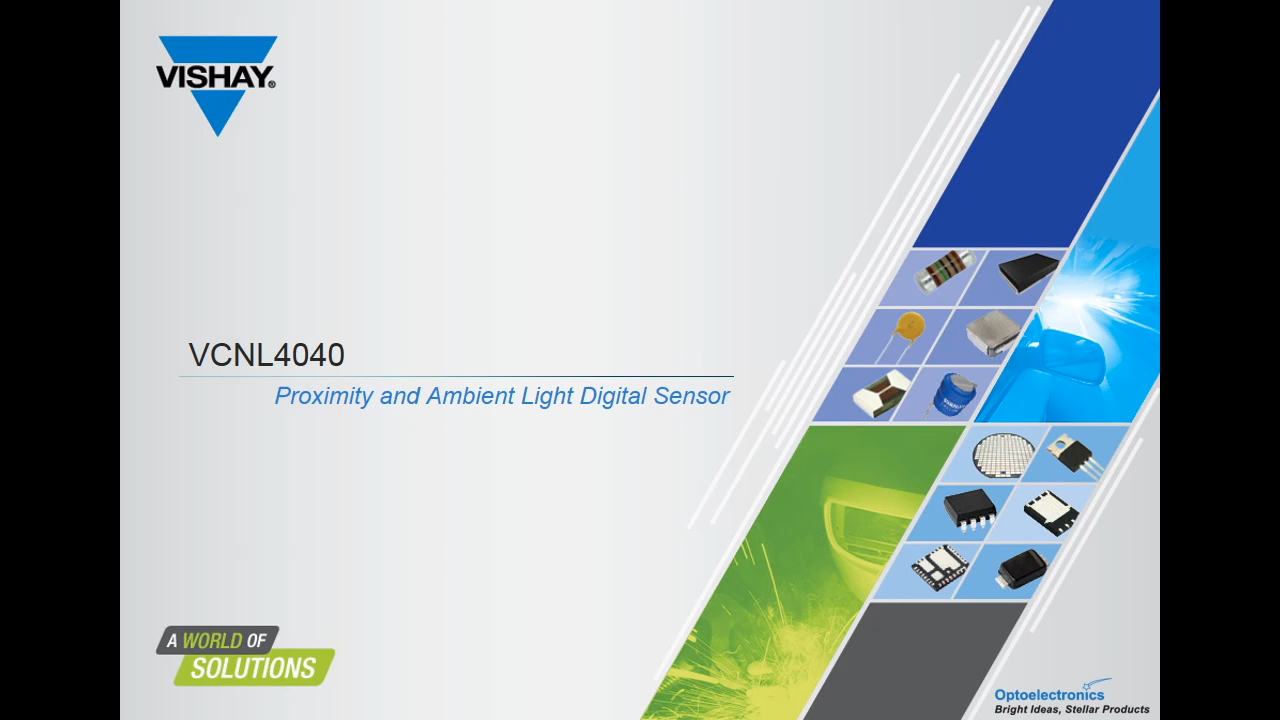 VISHAY®
VCNL4040
Proximity and Ambient Light Digital Sensor
A WORLD OF
SOLUTIONS
Optoelectronics
Bright Ideas, Stellar Products